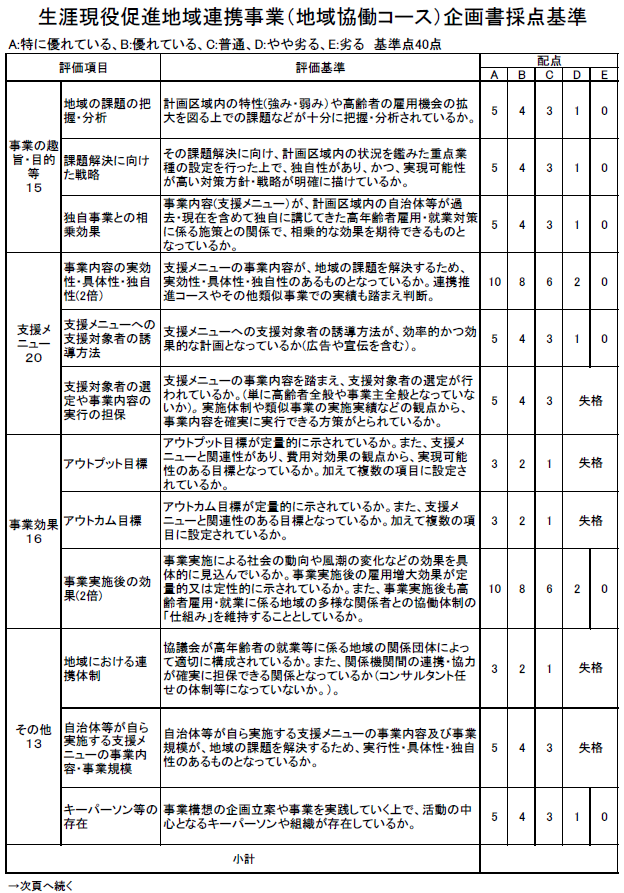 生涯現役促進地域連携事業（地域協働コース）企画書採点基準
A:特に優れている、B:優れている、C:普通、D:やや劣る、E:劣る　基準点40点
評価項目
評価基準
配点
A B C D E
事業の趣
旨・目的
等
15
地域の課題の把
握・分析
計画区域内の特性(強み・弱み)や高齢者の雇用機会の拡
大を図る上での課題などが十分に把握・分析されているか。
5 4 3 1 0
課題解決に向け
た戦略
その課題解決に向け、計画区域内の状況を鑑みた重点業
種の設定を行った上で、独自性があり、かつ、実現可能性
が高い対策方針・戦略が明確に描けているか。
5 4 3 1 0
独自事業との相
乗効果
事業内容(支援メニュー)が、計画区域内の自治体等が過
去・現在を含めて独自に講じてきた高年齢者雇用・就業対策
に係る施策との関係で、相乗的な効果を期待できるものと
なっているか。
5 4 3 1 0
支援メ
ニュー
20
事業内容の実効
性・具体性・独自
性(2倍)
支援メニューの事業内容が、地域の課題を解決するため、
実効性・具体性・独自性のあるものとなっているか。連携推
進コースやその他類似事業での実績も踏まえ判断。
10 8 6 2 0
支援メニューへの
支援対象者の誘
導方法
支援メニューへの支援対象者の誘導方法が、効率的かつ効
果的な計画となっているか(広告や宣伝を含む)。
5 4 3 1 0
支援対象者の選
定や事業内容の
実行の担保
支援メニューの事業内容を踏まえ、支援対象者の選定が行
われているか。(単に高齢者全般や事業主全般となっていな
いか)。実施体制や類似事業の実施実績などの観点から、
事業内容を確実に実行できる方策がとられているか。
5 4 3 失格
事業効果
16
アウトプット目標
アウトプット目標が定量的に示されているか。また、支援メ
ニューと関連性があり、費用対効果の観点から、実現可能
性のある目標となっているか。加えて複数の項目に設定さ
れているか。
3 2 1 失格
アウトカム目標
アウトカム目標が定量的に示されているか。また、支援メ
ニューと関連性のある目標となっているか。加えて複数の項
目に設定されているか。
3 2 1 失格
事業実施後の効
果(2倍)
事業実施による社会の動向や風潮の変化などの効果を具
体的に見込んでいるか。事業実施後の雇用増大効果が定
量的又は定性的に示されているか。また、事業実施後も高
齢者雇用・就業に係る地域の多様な関係者との協働体制の
「仕組み」を維持することとしているか。
10 8 6 2 0
その他
13
地域における連
携体制
協議会が高年齢者の就業等に係る地域の関係団体によっ
て適切に構成されているか。また、関係機関間の連携・協力
が確実に担保できる関係となっているか(コンサルタント任
せの体制等になっていないか。)。
3 2 1 失格
自治体等が自ら
実施する支援メ
ニューの事業内
容・事業規模
自治体等が自ら実施する支援メニューの事業内容及び事業
規模が、地域の課題を解決するため、実行性・具体性・独自
性のあるものとなっているか。
5 4 3 失格
キーパーソン等の
存在
事業構想の企画立案や事業を実践していく上で、活動の中
心となるキーパーソンや組織が存在しているか。
5 4 3 1 0
小計
→次頁へ続く